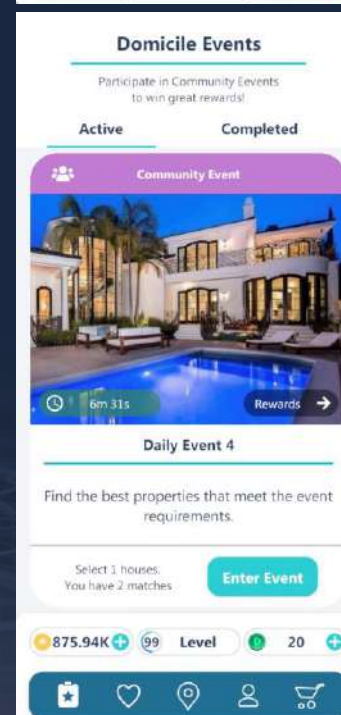 Domicile Events
Participate in Community Eevents
to win great rewards!
Active Completed
Community Event
6m 31s Rewards
Daily Event 4
Find the best properties that meet the event
requirements.
Select 1 houses.
You have 2 matches
Enter Event
875.94K 99 Level 20